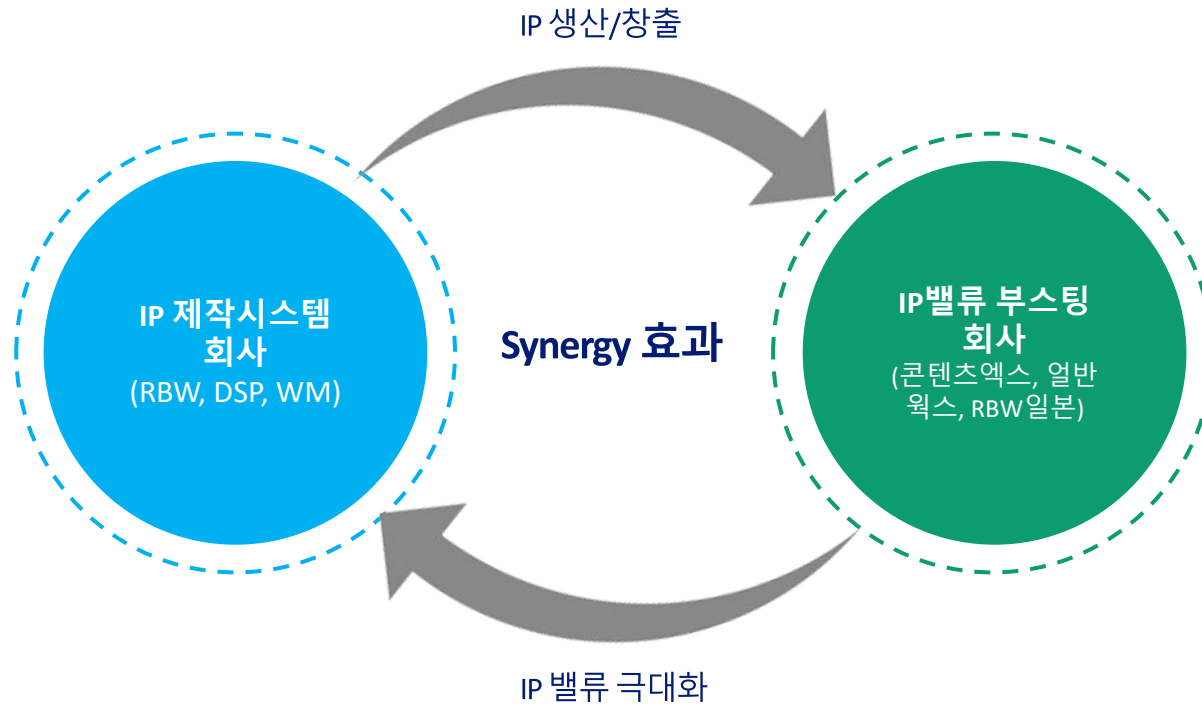 IP 생산/창출
IP 제작시스템
회사
(RBW, DSP, WM)
Synergy 효과
IP밸류 부스팅
회사
(콘텐츠엑스, 얼반
웍스, RBW일본)
IP 밸류 극대화